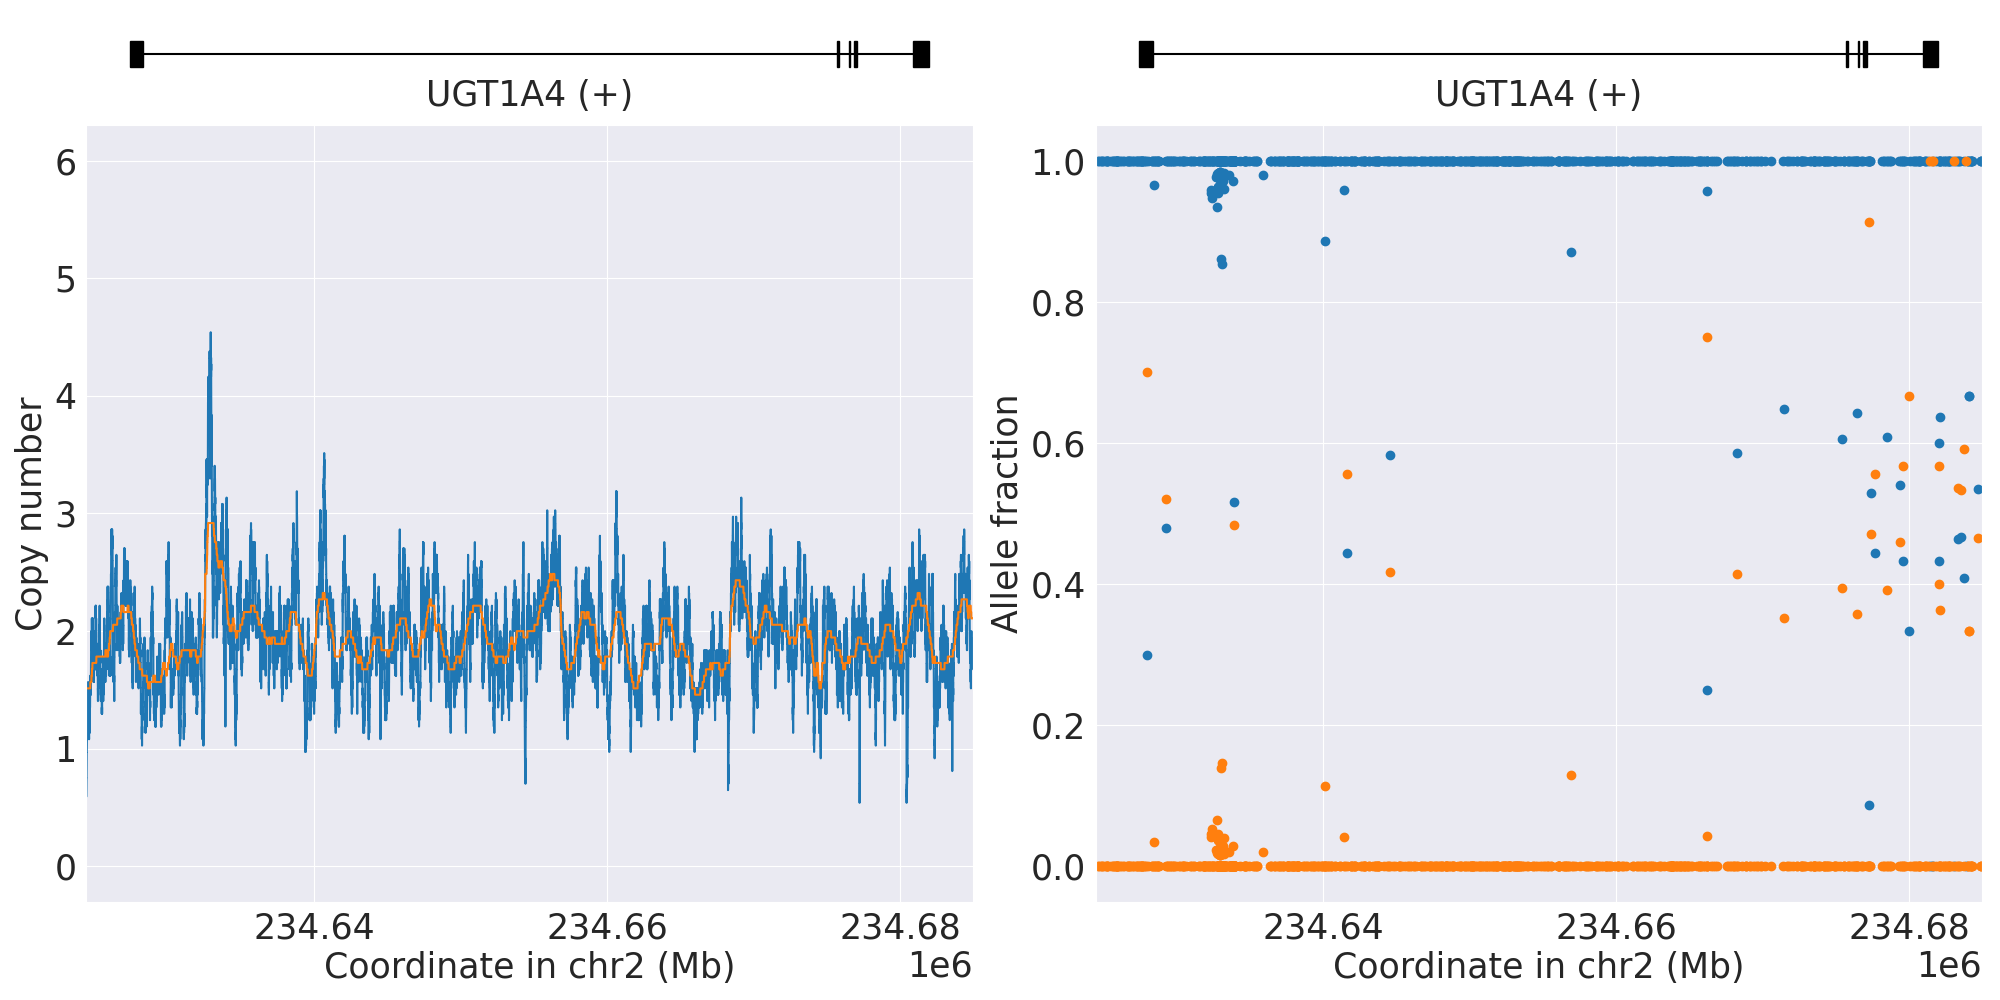 UGT1A4 (+)
6
5
4
3
2
1
0
Copy number
234.64 234.66 234.68
Coordinate in chr2 (Mb)
1e6
UGT1A4 (+)
1.0
0.8
0.6
0.4
0.2
0.0
Allele fraction
234.64 234.66 234.68
Coordinate in chr2 (Mb)
1e6